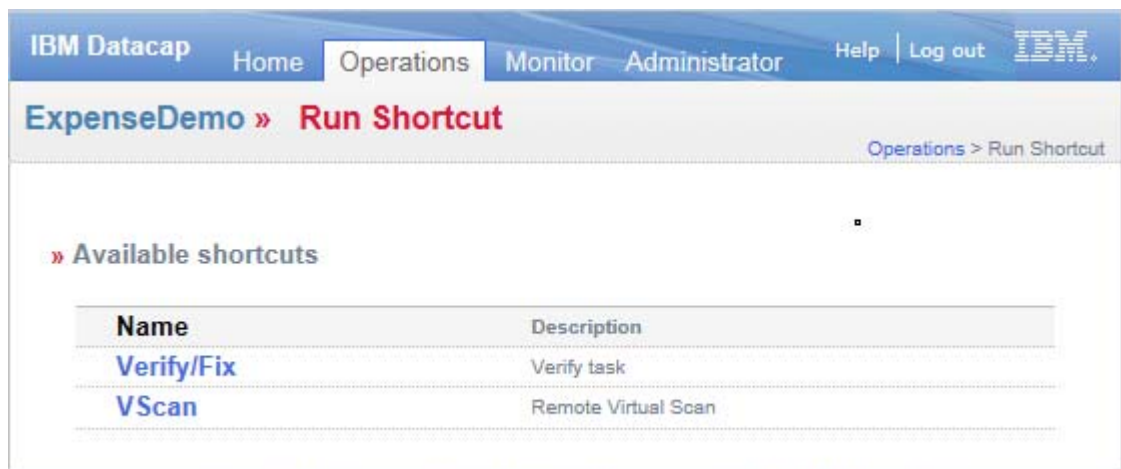 IBM Datacap Home Operations Monitor Administrator Help | Log out IBM.
ExpenseDemo » Run Shortcut
Operations > Run Shortcut
» Available shortcuts
Name Description
Verify/Fix Verify task
VScan Remote Virtual Scan